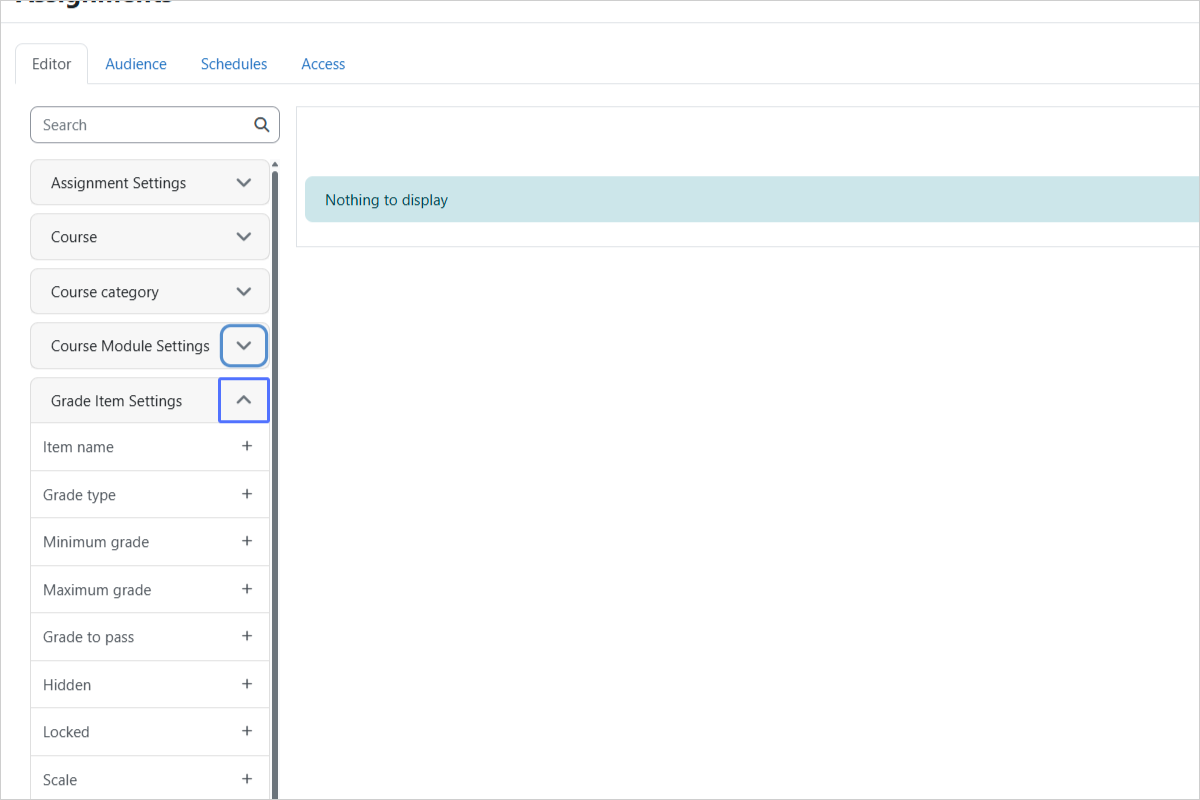 Editor
Audience
Schedules
Access
Search
Assignment Settings
Course
Course category
Course Module Settings
Grade Item Settings
Item name
Grade type
Minimum grade
Maximum grade
Grade to pass
Hidden
Locked
Scale
Nothing to display